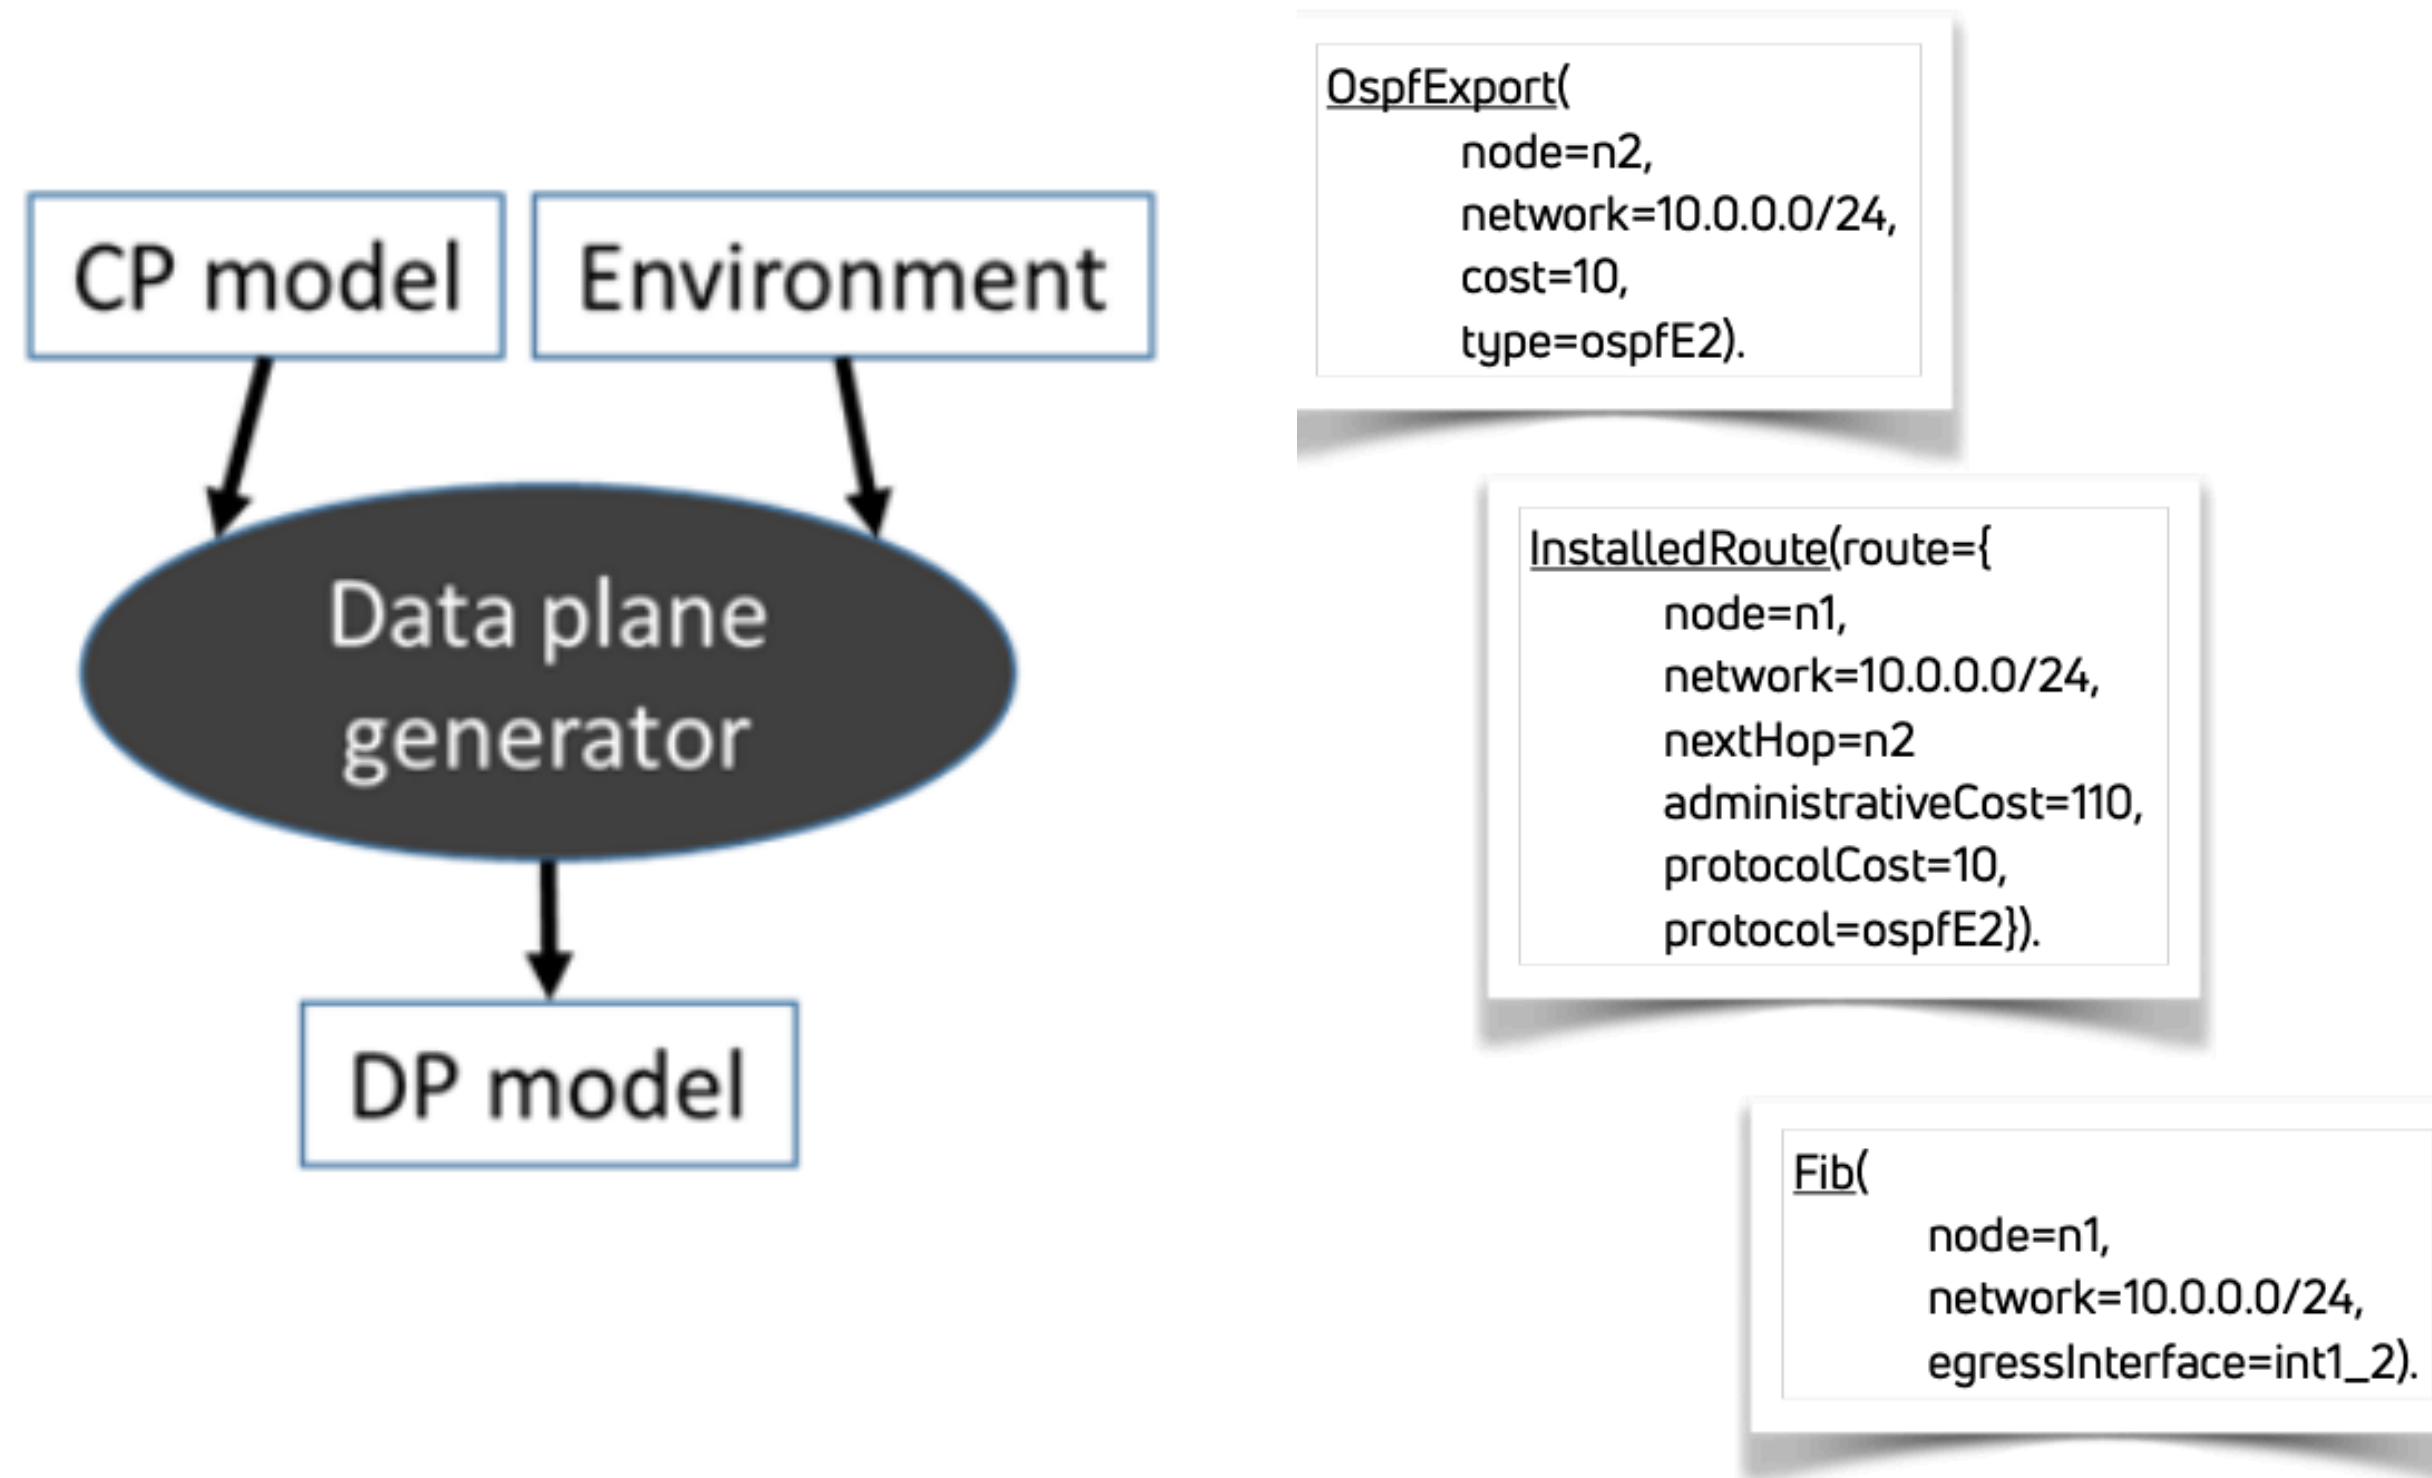 CP model
Environment
Data plane
generator
DP model
OspfExport(
node=n2,
network=10.0.0.0/24,
cost=10,
type=ospfE2).
InstalledRoute(route={
node=n1,
network=10.0.0.0/24,
nextHop=n2
administrativeCost=110,
protocolCost=10,
protocol=ospfE2}).
Fib(
node=n1,
network=10.0.0.0/24,
egressInterface=int1_2).